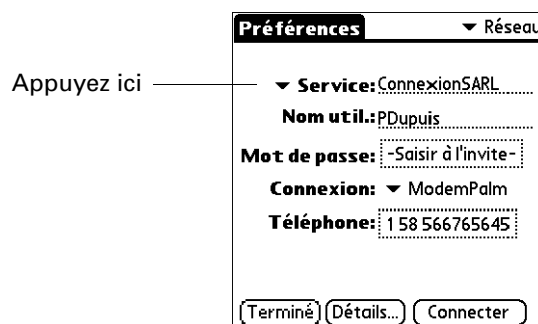 Préférences ▼ Réseau
Appuyez ici
▼ Service: ConnexionSARL
Nom util.: PDupuis
Mot de passe: -Saisir à l'invite-
Connexion: ▼ ModemPalm
Téléphone: 1 58 566765645
Terminé Détails... Connecter